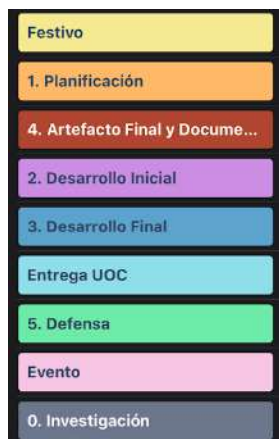 Festivo
1. Planificación
4. Artefacto Final y Docume...
2. Desarrollo Inicial
3. Desarrollo Final
Entrega UOC
5. Defensa
Evento
0. Investigación